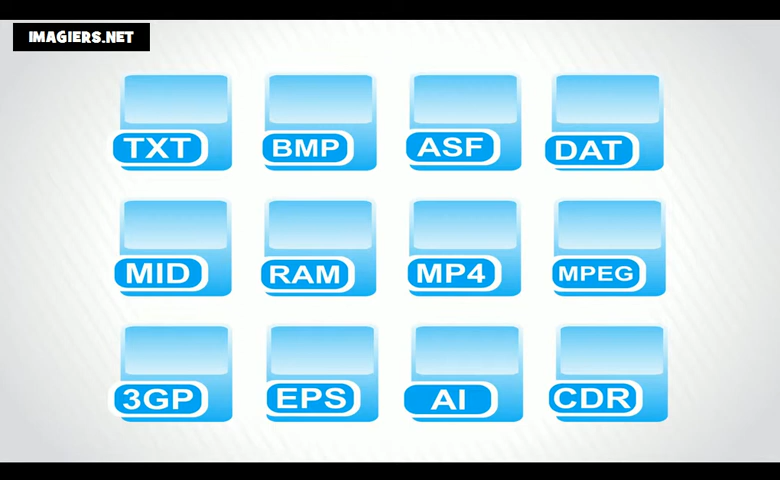 IMAGIERS.NET
TXT BMP ASF DAT
MID RAM MP4 MPEG
3GP EPS AI CDR